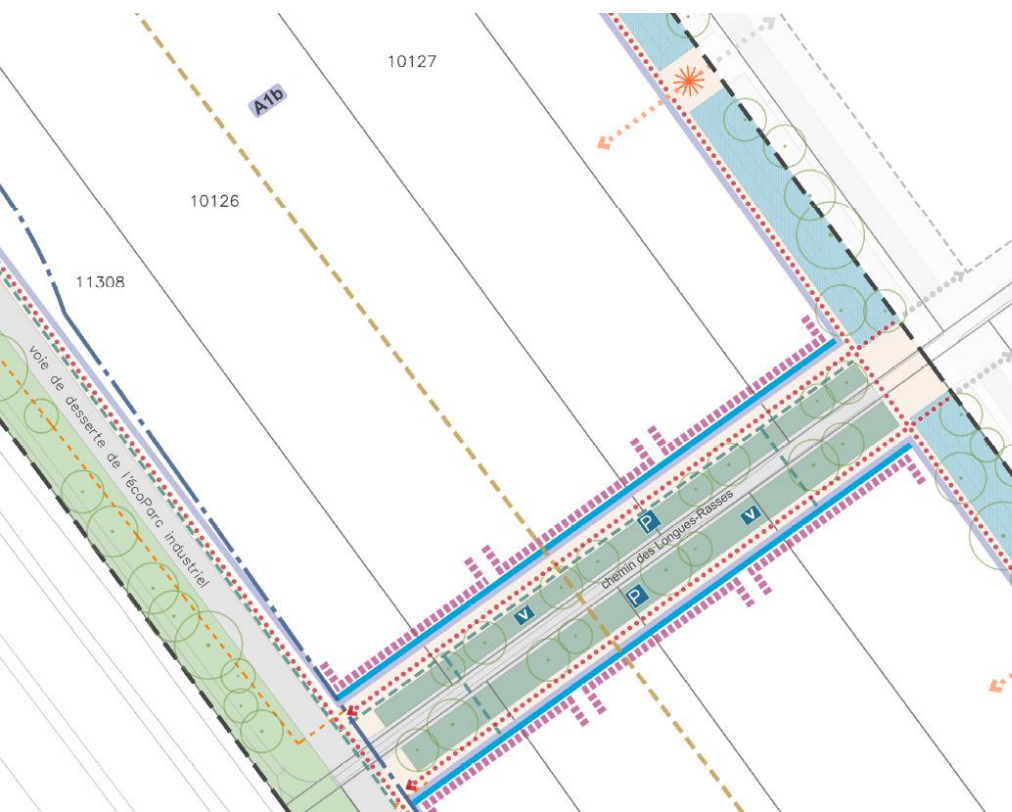 10127
A1b
10126
11308
voie de desserte de l'écoParc industriel
P
chemin des Longues-Rasses
V
P
V